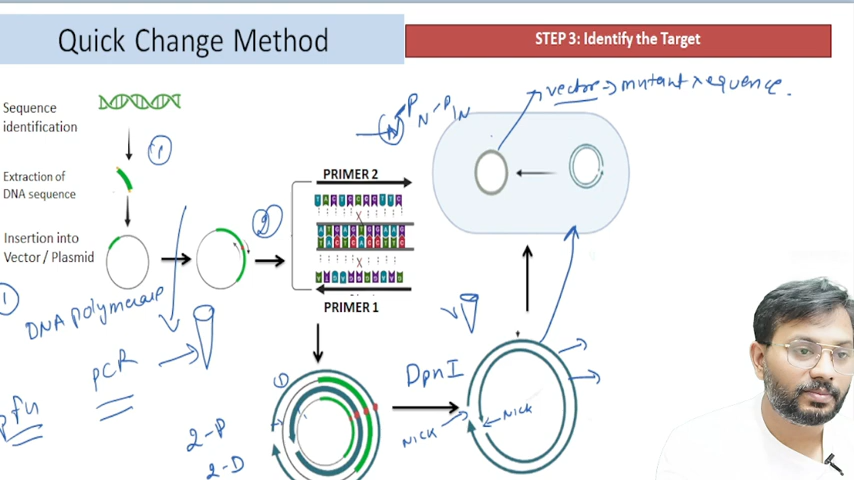 Quick Change Method
STEP 3: Identify the Target
vector → mutant sequence.
Sequence
identification
1
Extraction of
DNA sequence
PRIMER 2
2
Insertion into
Vector / Plasmid
PRIMER 1
1
DNA polymerase
PCR
pfu
DpnI
NICK
NICK
2-P
2-D